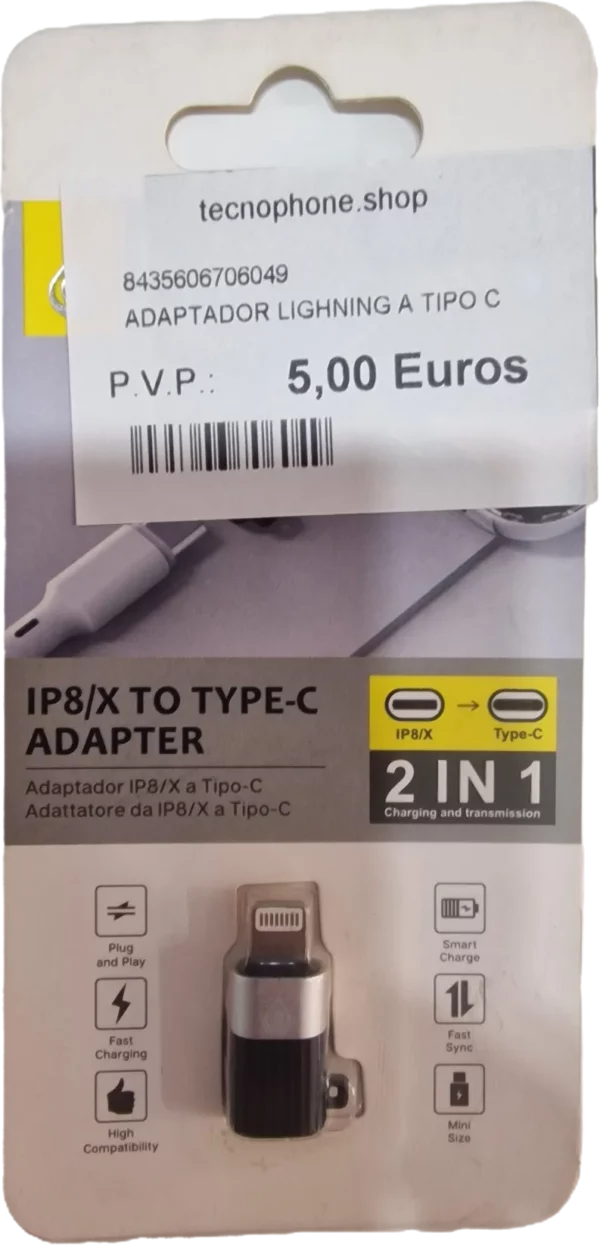 tecnophone.shop
8435606706049
ADAPTADOR LIGHNING A TIPO C
P.V.P.: 5,00 Euros
IP8/X TO TYPE-C
ADAPTER
Adaptador IP8/X a Tipo-C
Adattatore da IP8/X a Tipo-C
IP8/X → Type-C
2 IN 1
Charging and transmission
Plug
and Play
Fast
Charging
High
Compatibility
Smart
Charge
Fast
Sync
Mini
Size